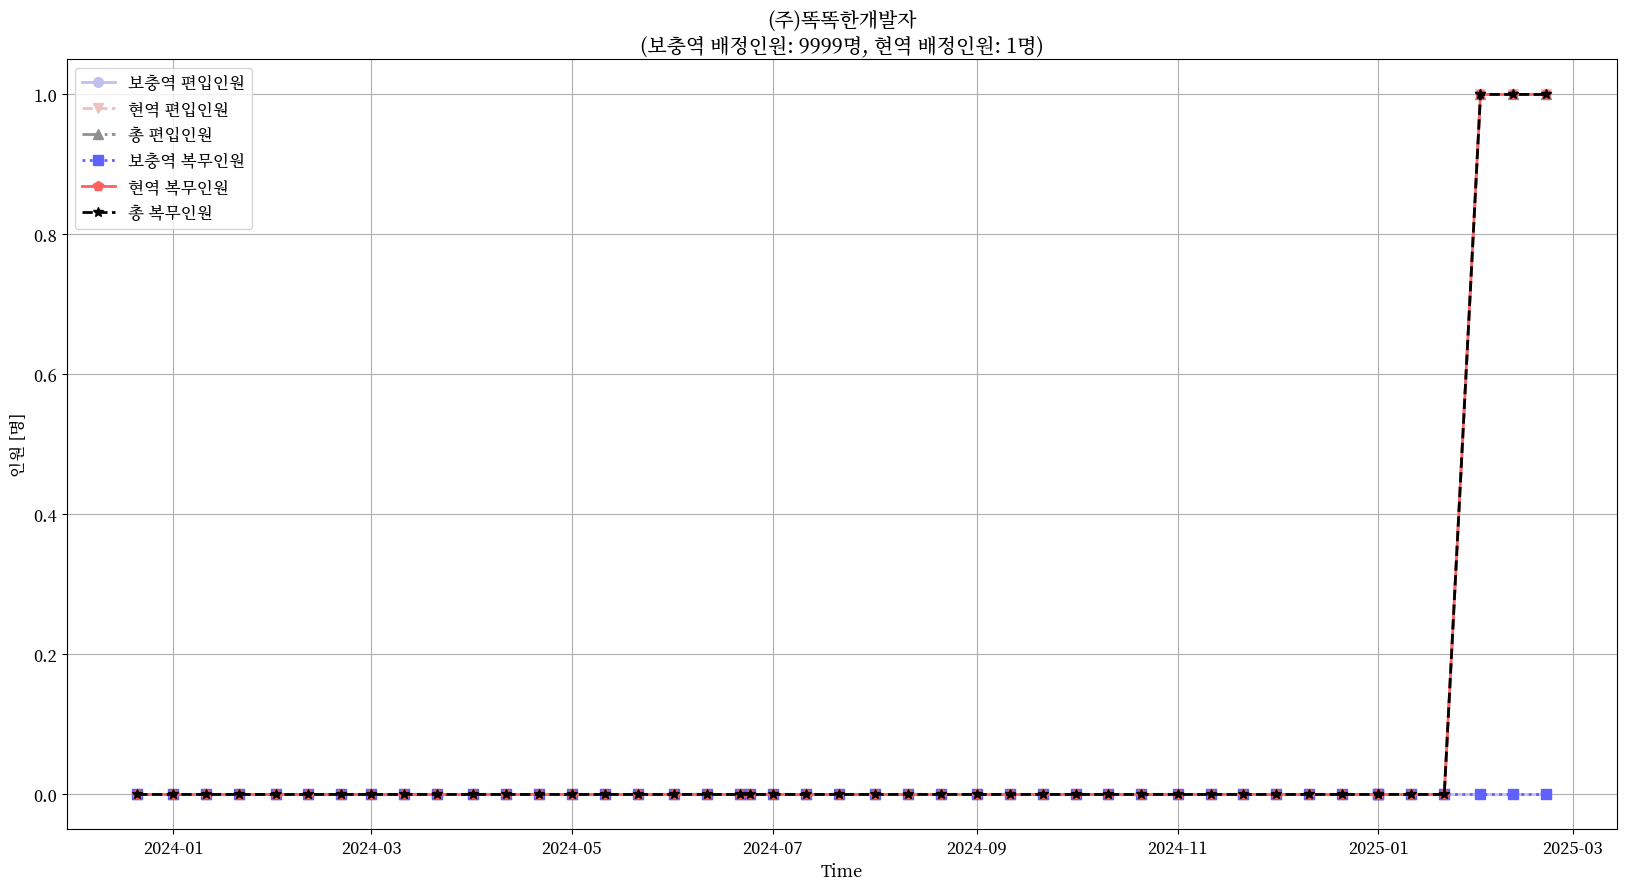 (주)똑똑한개발자
(보충역 배정인원: 9999명, 현역 배정인원: 1명)
보충역 편입인원
현역 편입인원
총 편입인원
보충역 복무인원
현역 복무인원
총 복무인원
인원 [명]
1.0
0.8
0.6
0.4
0.2
0.0
2024-01
2024-03
2024-05
2024-07
2024-09
2024-11
2025-01
2025-03
Time